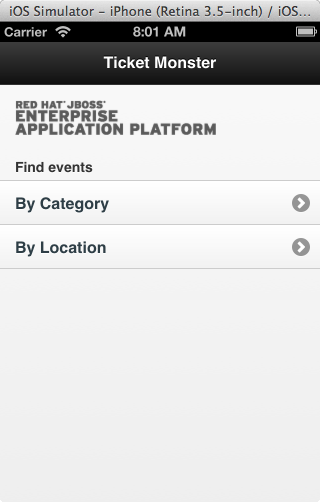 iOS Simulator - iPhone (Retina 3.5-inch) / iOS...
Carrier 8:01 AM
Ticket Monster
RED HAT® JBOSS®
ENTERPRISE
APPLICATION PLATFORM
Find events
By Category
By Location